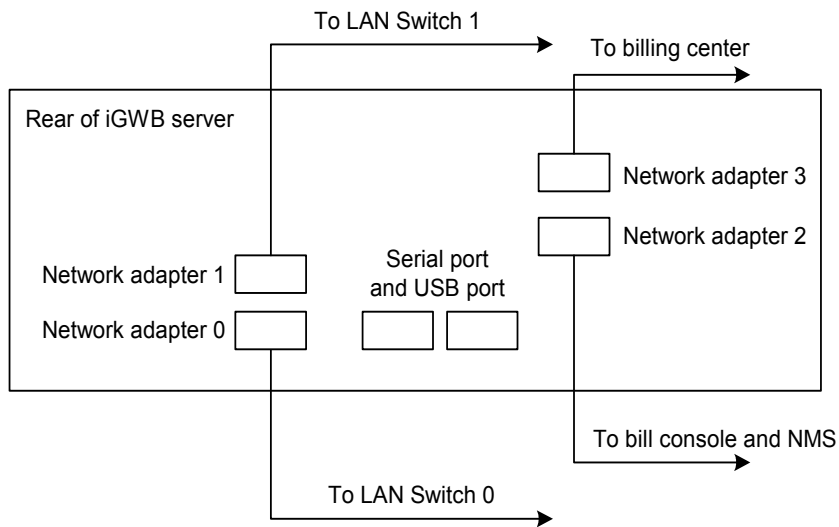 To LAN Switch 1
To billing center
Rear of iGWB server
Network adapter 3
Network adapter 2
Serial port
and USB port
Network adapter 1
Network adapter 0
To bill console and NMS
To LAN Switch 0